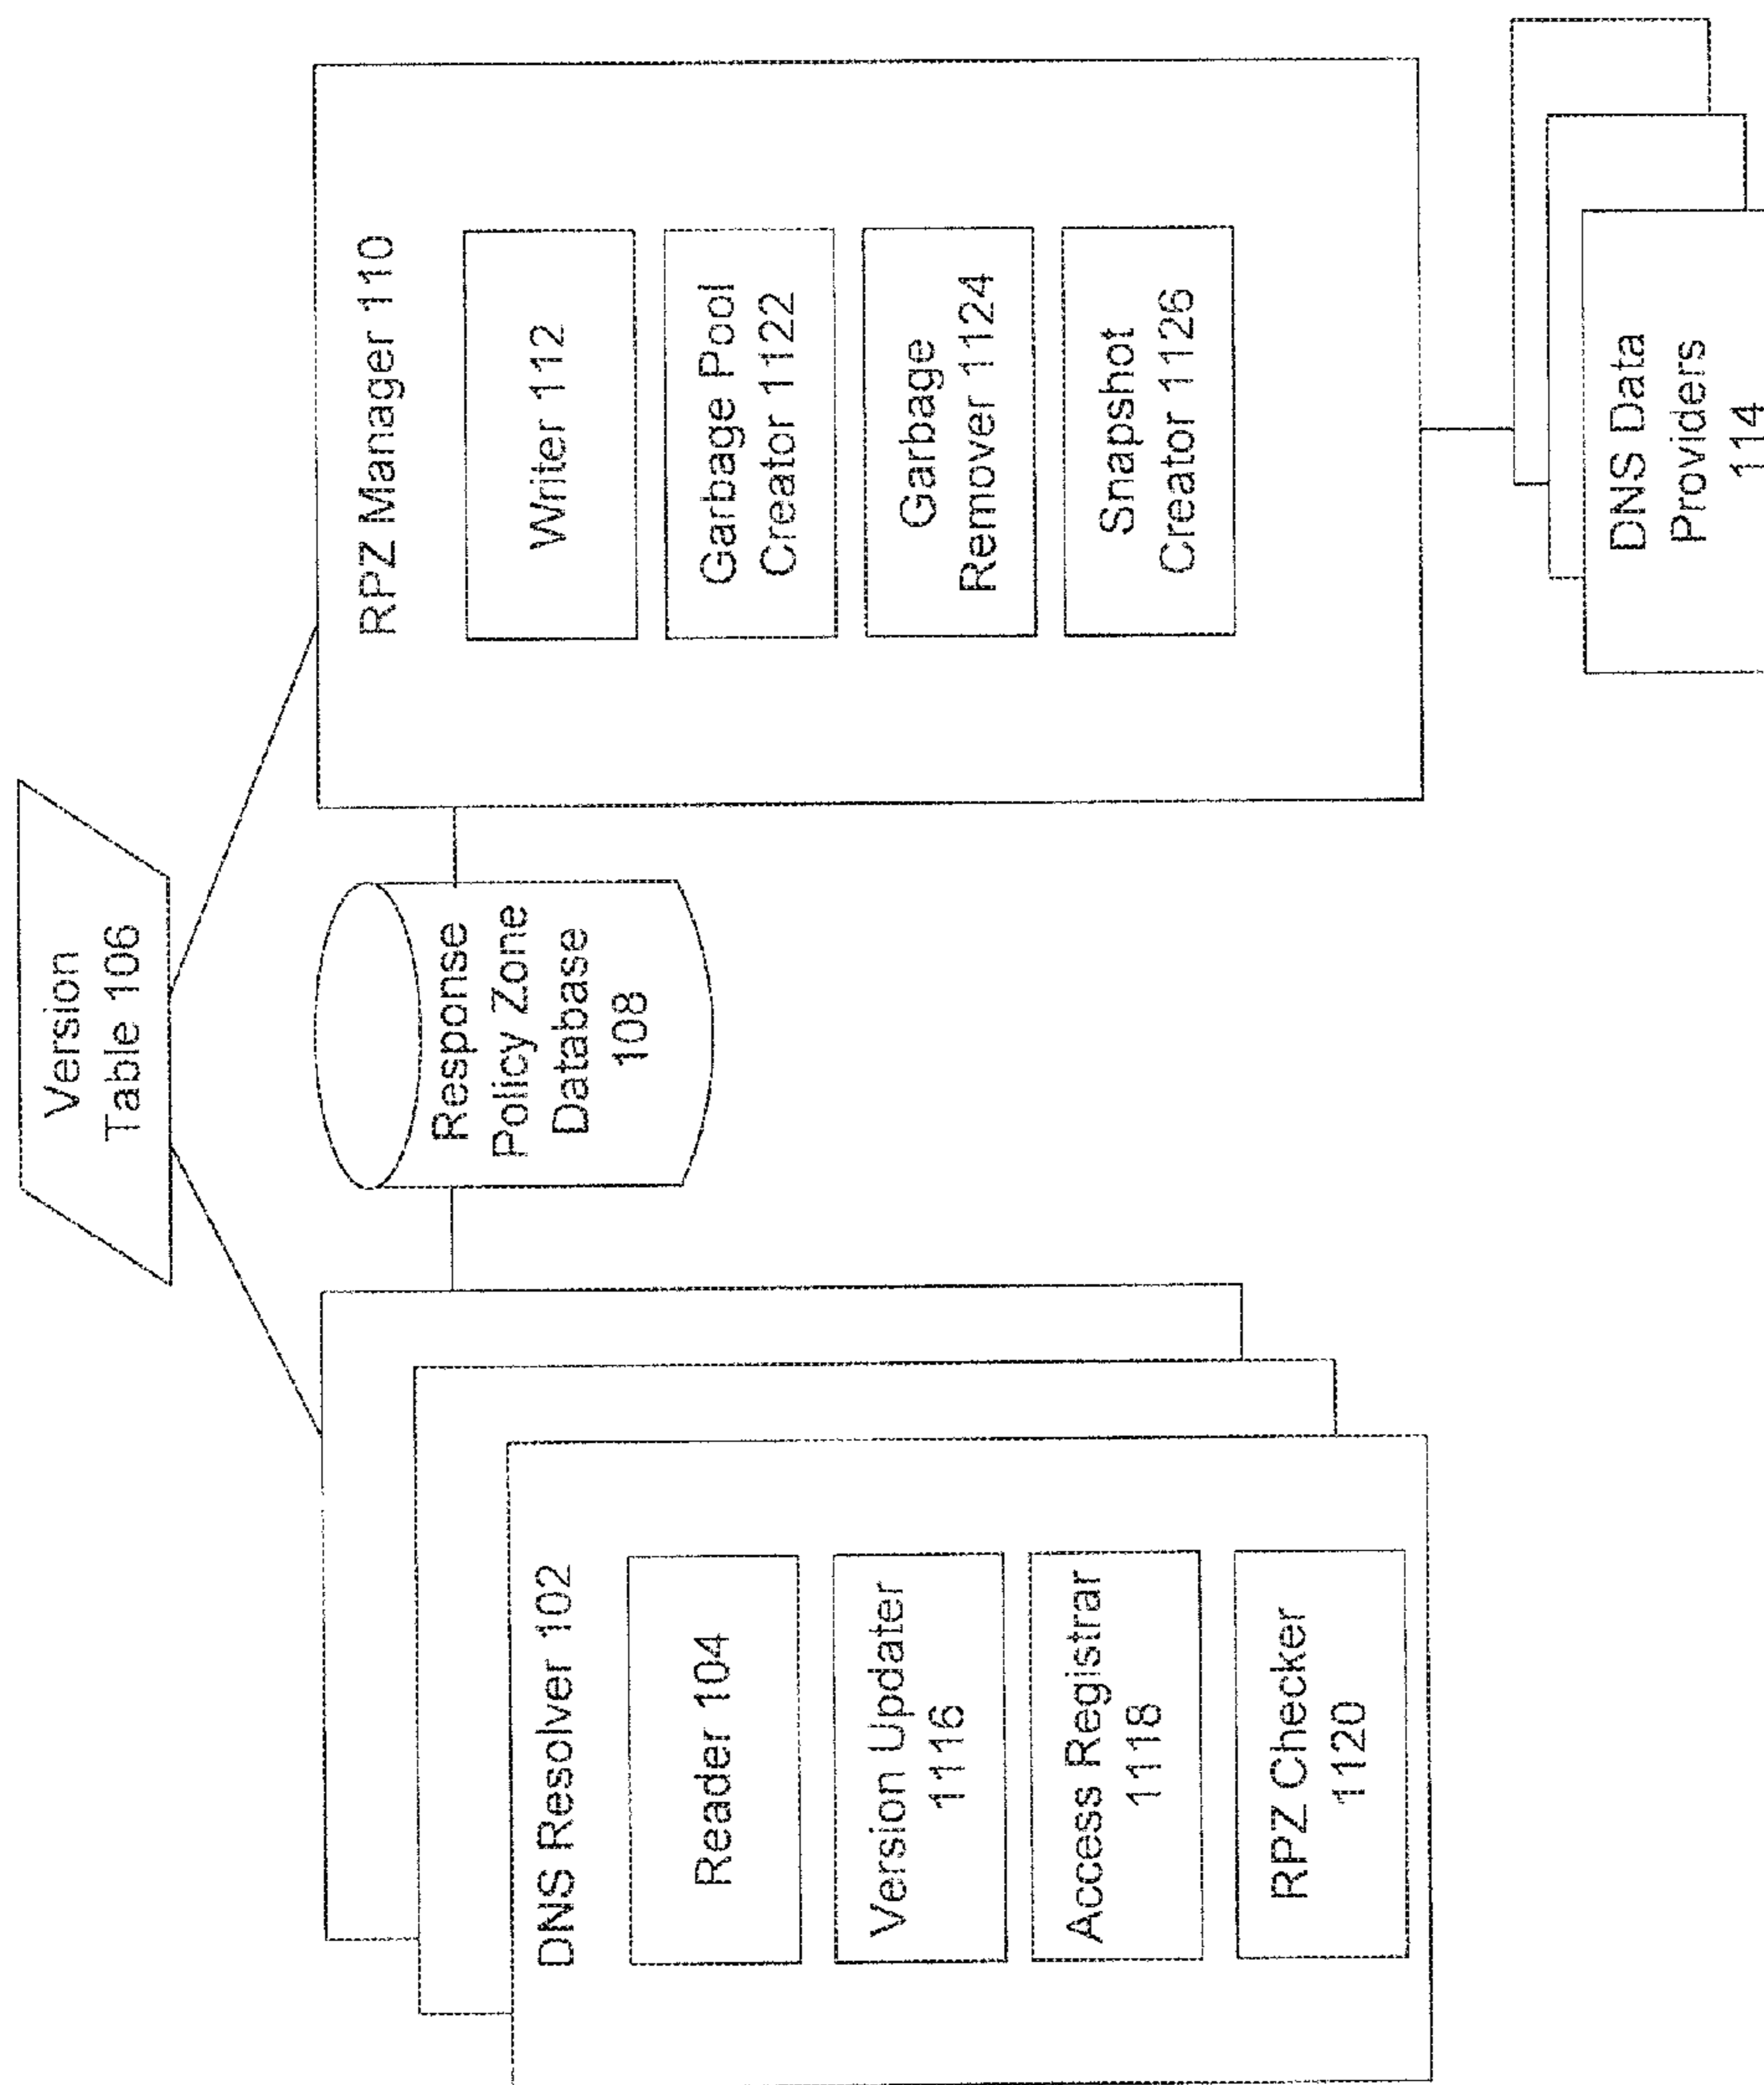 Version
Table 106
DNS Resolver 102
Reader 104
Version Updater
1116
Access Registrar
1118
RPZ Checker
1120
Response
Policy Zone
Database
108
RPZ Manager 110
Writer 112
Garbage Pool
Creator 1122
Garbage
Remover 1124
Snapshot
Creator 1126
DNS Data
Providers
114